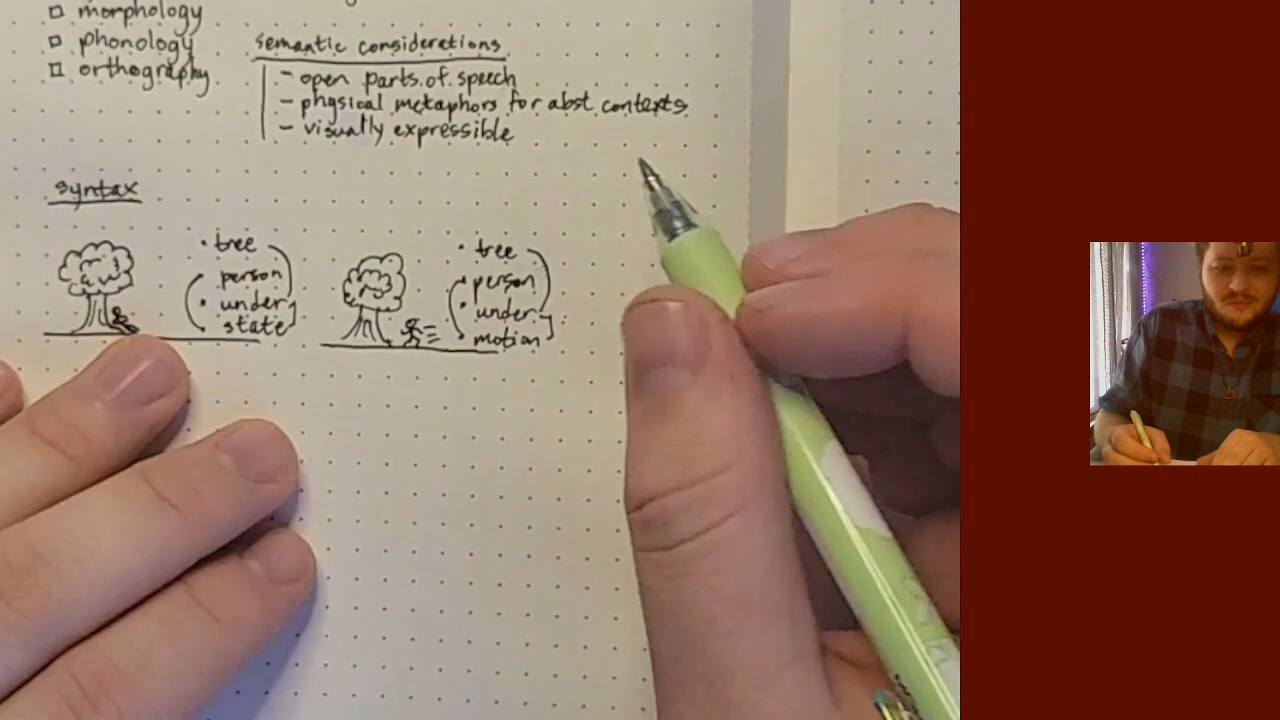 morphology
phonology
orthography
semantic considerations
- open parts of speech
- physical metaphors for abst contexts
- visually expressible
syntax
• tree
person
• under
state
• tree
person
• under
motion